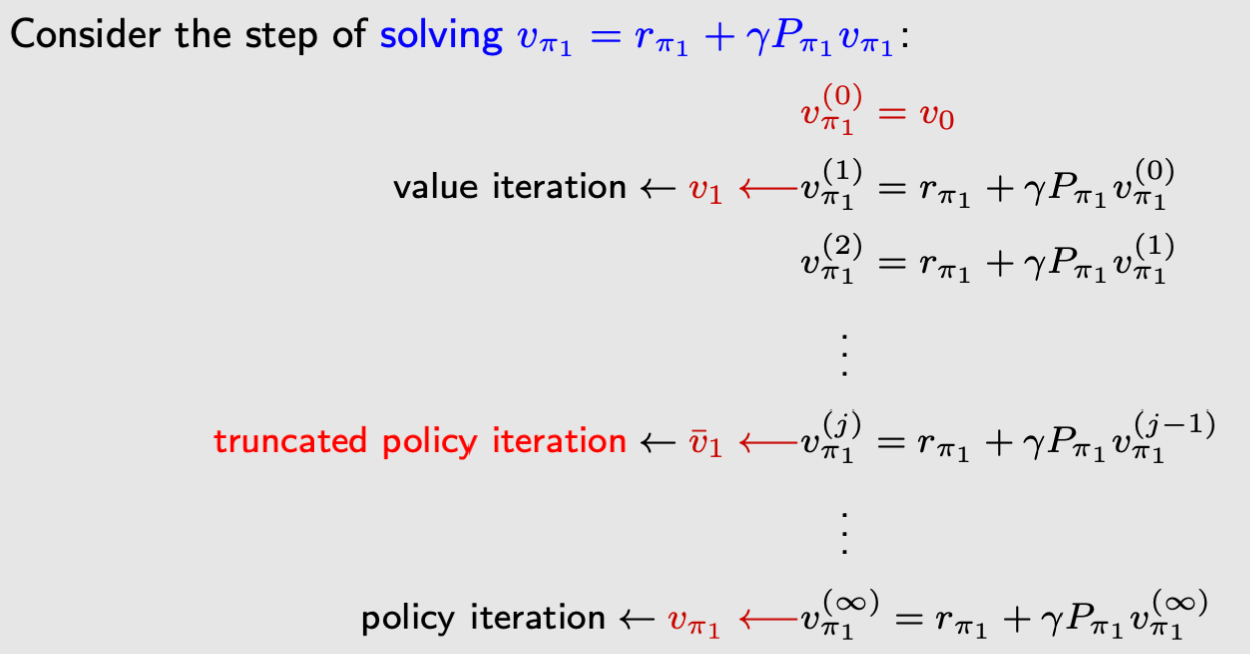 Consider the step of solving $v_{\pi_1} = r_{\pi_1} + \gamma P_{\pi_1} v_{\pi_1}$:
$v_{\pi_1}^{(0)} = v_0$
value iteration $\leftarrow v_1 \longleftarrow v_{\pi_1}^{(1)} = r_{\pi_1} + \gamma P_{\pi_1} v_{\pi_1}^{(0)}$
$v_{\pi_1}^{(2)} = r_{\pi_1} + \gamma P_{\pi_1} v_{\pi_1}^{(1)}$
$\vdots$
truncated policy iteration $\leftarrow \bar{v}_1 \longleftarrow v_{\pi_1}^{(j)} = r_{\pi_1} + \gamma P_{\pi_1} v_{\pi_1}^{(j-1)}$
$\vdots$
policy iteration $\leftarrow v_{\pi_1} \longleftarrow v_{\pi_1}^{(\infty)} = r_{\pi_1} + \gamma P_{\pi_1} v_{\pi_1}^{(\infty)}$